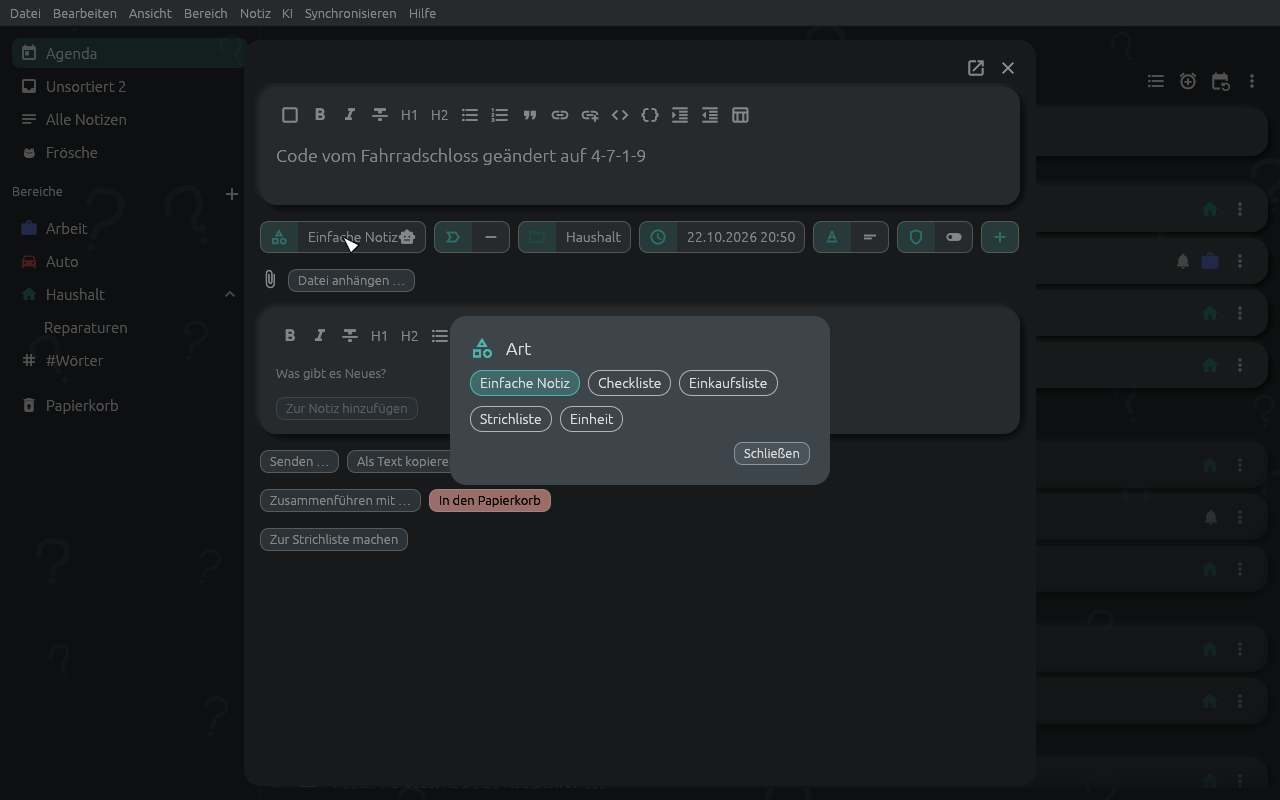 Datei Bearbeiten Ansicht Bereich Notiz KI Synchronisieren Hilfe
Agenda
Unsortiert 2
Alle Notizen
Frösche
Bereiche
Arbeit
Auto
Haushalt
Reparaturen
#Wörter
Papierkorb
H1 H2
Code vom Fahrradschloss geändert auf 4-7-1-9
Einfache Notiz
Haushalt
22.10.2026 20:50
Datei anhängen …
H1 H2
Was gibt es Neues?
Zur Notiz hinzufügen
Art
Einfache Notiz Checkliste Einkaufsliste
Strichliste Einheit
Schließen
Senden … Als Text kopiere
Zusammenführen mit … In den Papierkorb
Zur Strichliste machen